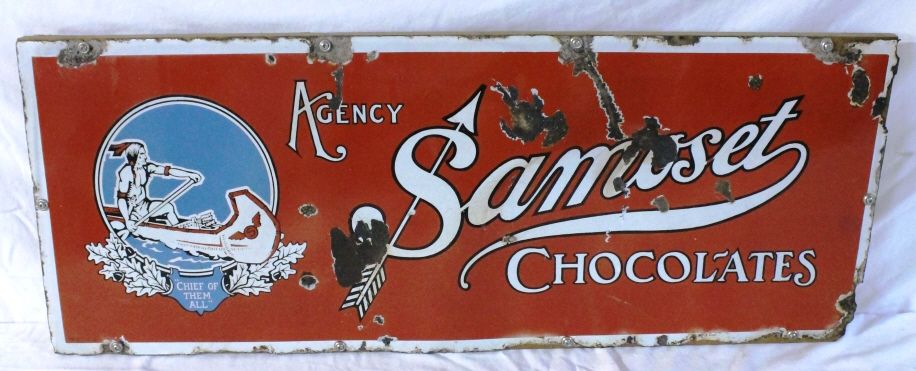 AGENCY
Samoset
CHOCOLATES
CHIEF OF
THEM
ALL